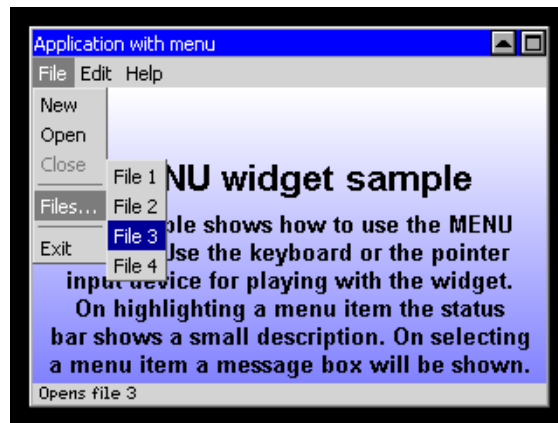 Application with menu
File Edit Help
New
Open
Close
Files...
Exit
File 1
File 2
File 3
File 4
NU widget sample
ple shows how to use the MENU
Use the keyboard or the pointer
input device for playing with the widget.
On highlighting a menu item the status
bar shows a small description. On selecting
a menu item a message box will be shown.
Opens file 3